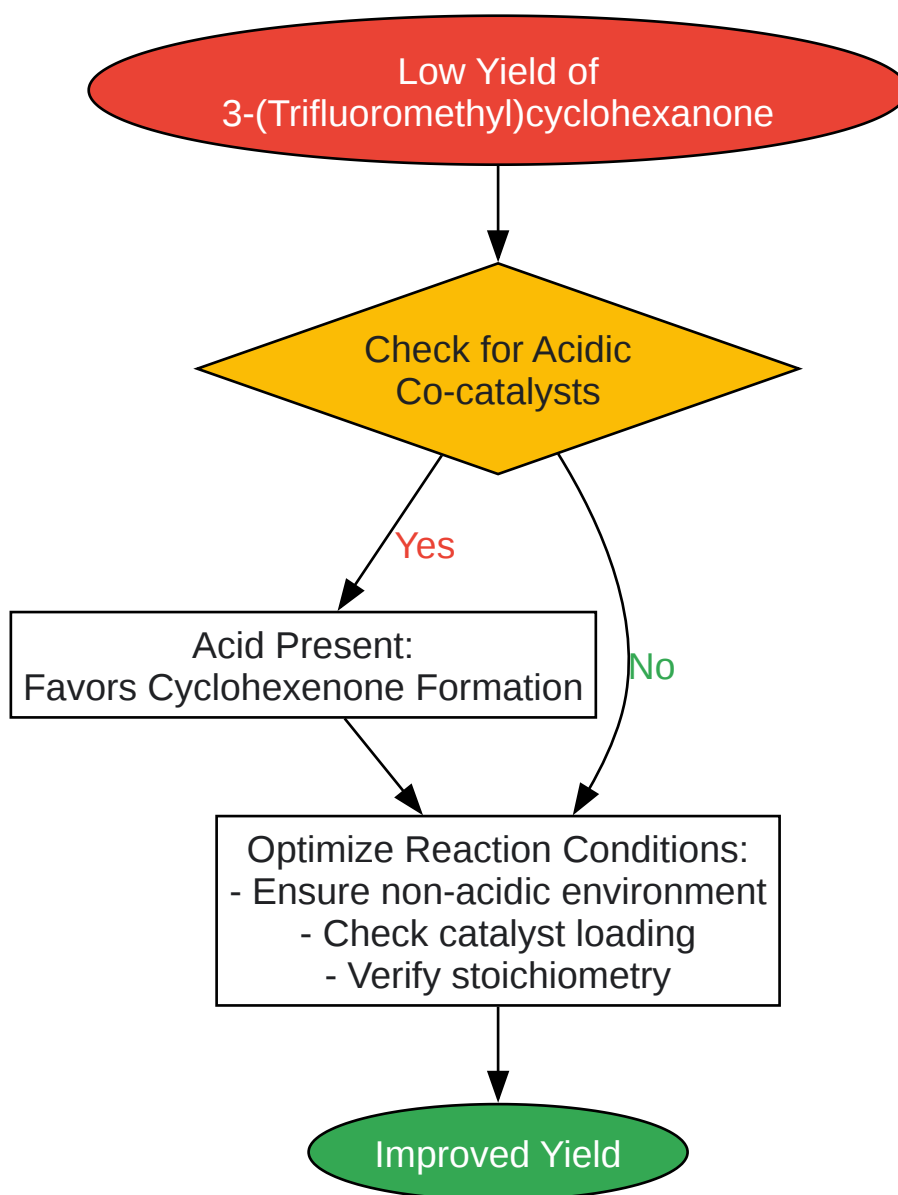 Low Yield of
3-(Trifluoromethyl)cyclohexanone
Check for Acidic
Co-catalysts
Yes
Acid Present:
Favors Cyclohexenone Formation
No
Optimize Reaction Conditions:
- Ensure non-acidic environment
- Check catalyst loading
- Verify stoichiometry
Improved Yield